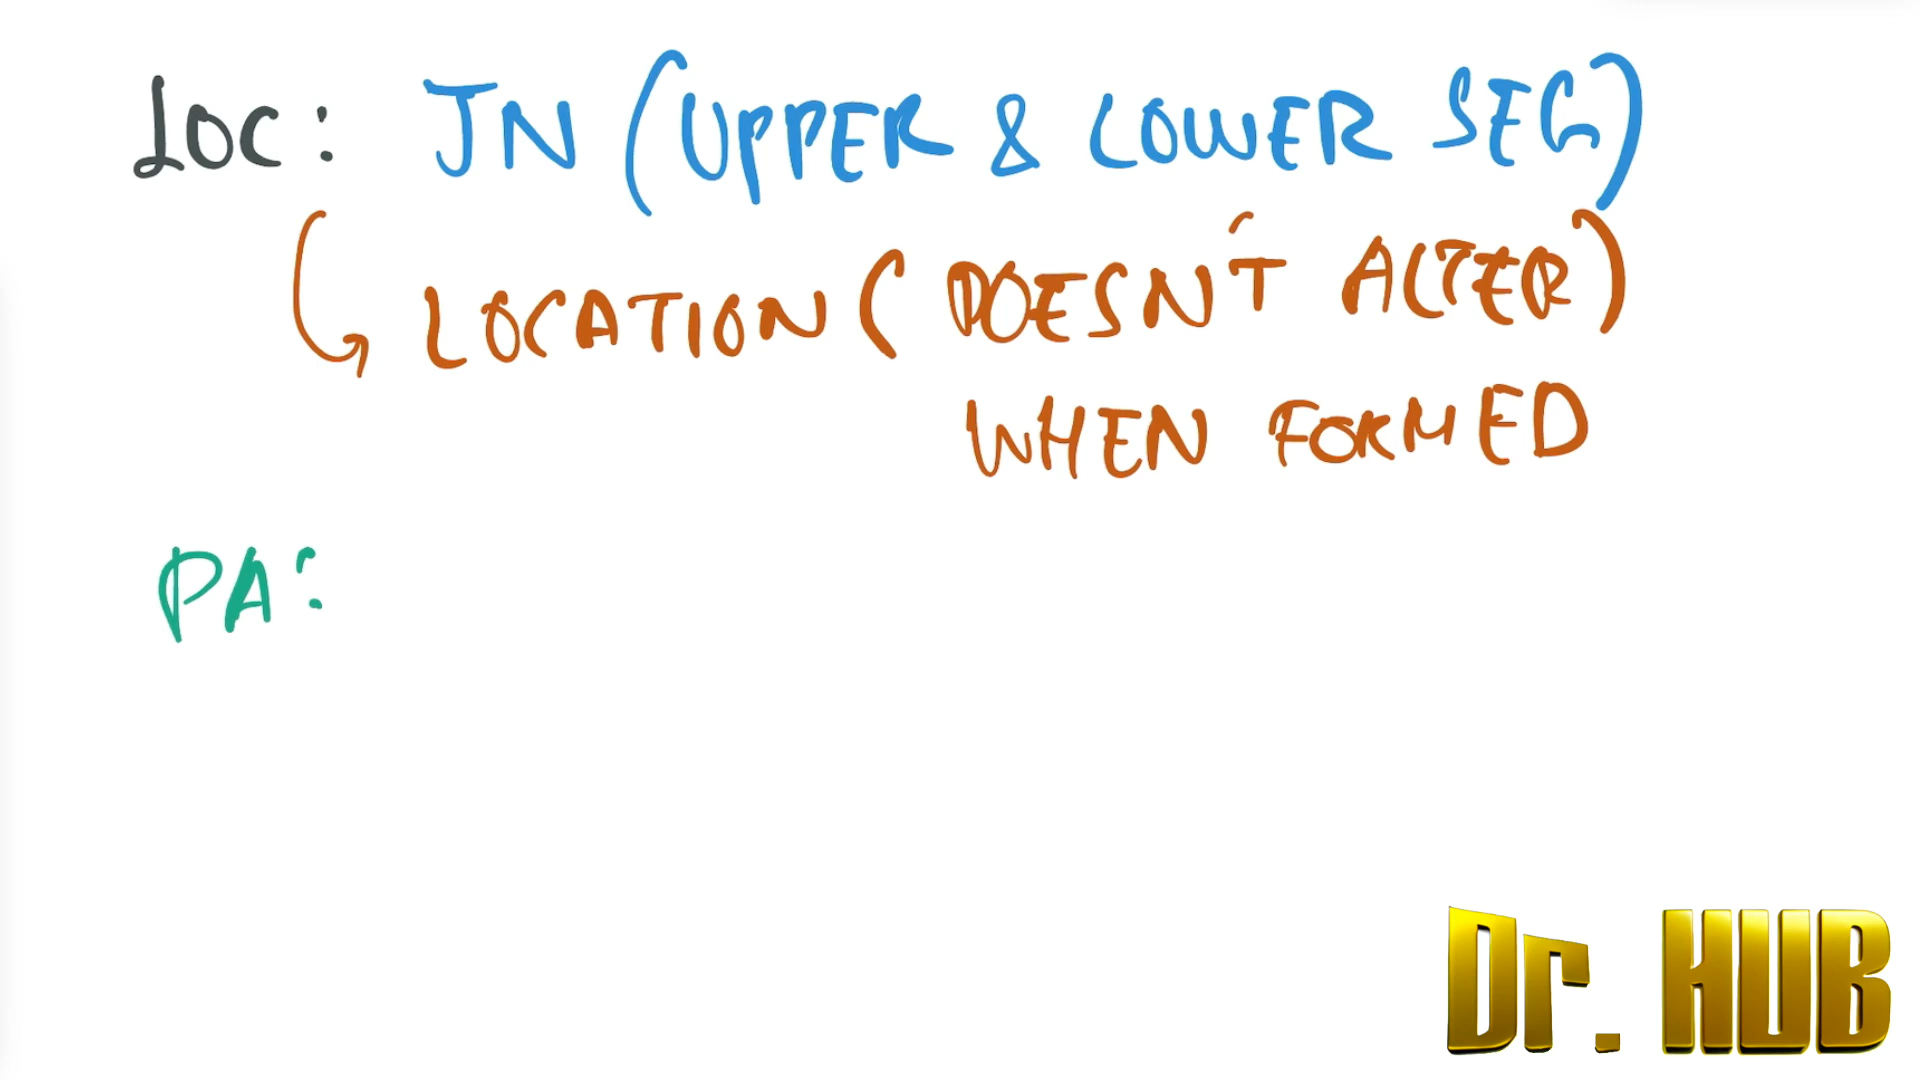 LOC: JN (UPPER & LOWER SEG)
LOCATION (DOESN'T ALTER)
WHEN FORMED
PA:
Dr. HUB